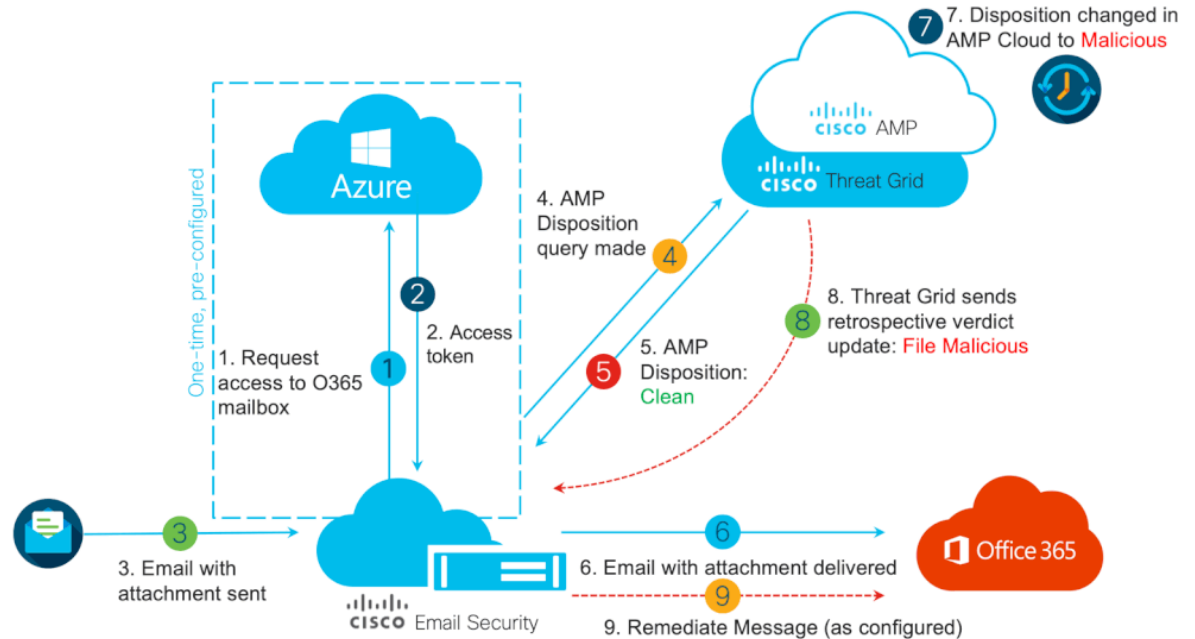 7
7. Disposition changed in
AMP Cloud to Malicious
CISCO AMP
CISCO Threat Grid
Azure
One-time, pre-configured
4. AMP
Disposition
query made
4
2
2. Access
token
1. Request
access to O365
mailbox
1
5. AMP
Disposition:
Clean
5
8
8. Threat Grid sends
retrospective verdict
update: File Malicious
3
3. Email with
attachment sent
CISCO Email Security
6
6. Email with attachment delivered
9
9. Remediate Message (as configured)
Office 365